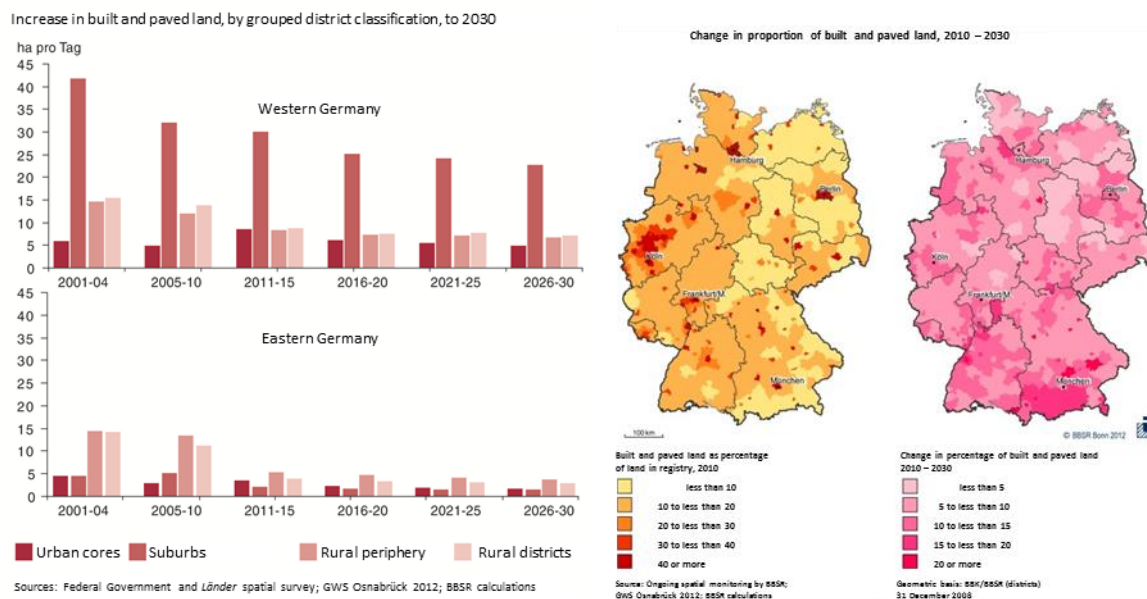 Increase in built and paved land, by grouped district classification, to 2030
ha pro Tag
45
40
35
30
25
20
15
10
5
0
Western Germany
2001-04 2005-10 2011-15 2016-20 2021-25 2026-30
45
40
35
30
25
20
15
10
5
0
Eastern Germany
2001-04 2005-10 2011-15 2016-20 2021-25 2026-30
Urban cores Suburbs Rural periphery Rural districts
Sources: Federal Government and Länder spatial survey; GWS Osnabrück 2012; BBSR calculations
Change in proportion of built and paved land, 2010 – 2030
Hamburg
Berlin
Köln
Frankfurt/M.
München
100 km
Hamburg
Berlin
Köln
Frankfurt/M.
München
© BBSR Bonn 2012
Built and paved land as percentage
of land in registry, 2010
less than 10
10 to less than 20
20 to less than 30
30 to less than 40
40 or more
Source: Ongoing spatial monitoring by BBSR;
GWS Osnabrück 2012; BBSR calculations
Change in percentage of built and paved land
2010 – 2030
less than 5
5 to less than 10
10 to less than 15
15 to less than 20
20 or more
Geometric basis: BBK/BBSR (districts)
31 December 2008